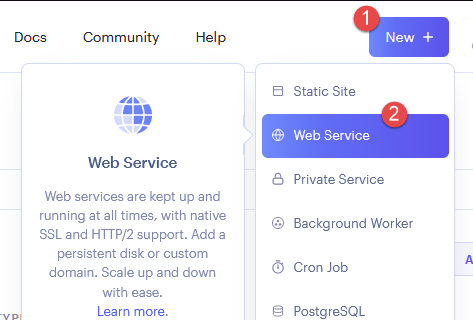 Docs Community Help New +
1
Static Site
2
Web Service
Private Service
Background Worker
Cron Job
PostgreSQL
Web Service
Web services are kept up and
running at all times, with native
SSL and HTTP/2 support. Add a
persistent disk or custom
domain. Scale up and down
with ease.
Learn more.
A